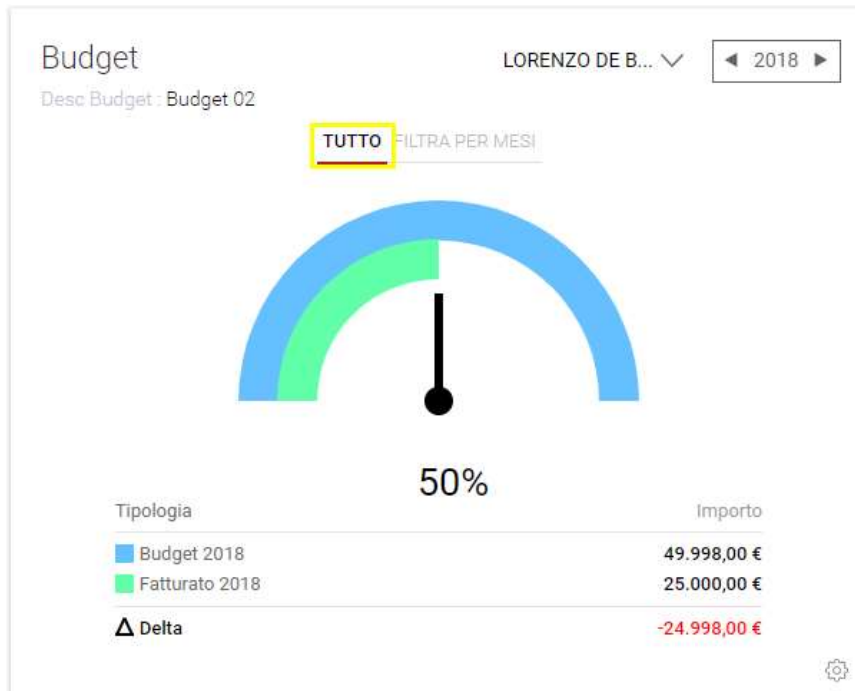 Budget
LORENZO DE B... 2018
Desc Budget : Budget 02
TUTTO FILTRA PER MESI
50%
Tipologia Importo
Budget 2018 49.998,00 €
Fatturato 2018 25.000,00 €
Δ Delta -24.998,00 €